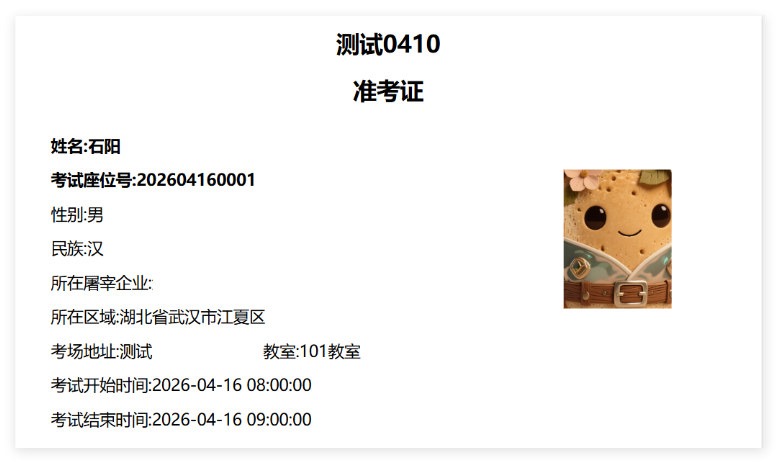 测试0410
准考证
姓名:石阳
考试座位号:202604160001
性别:男
民族:汉
所在屠宰企业:
所在区域:湖北省武汉市江夏区
考场地址:测试 教室:101教室
考试开始时间:2026-04-16 08:00:00
考试结束时间:2026-04-16 09:00:00